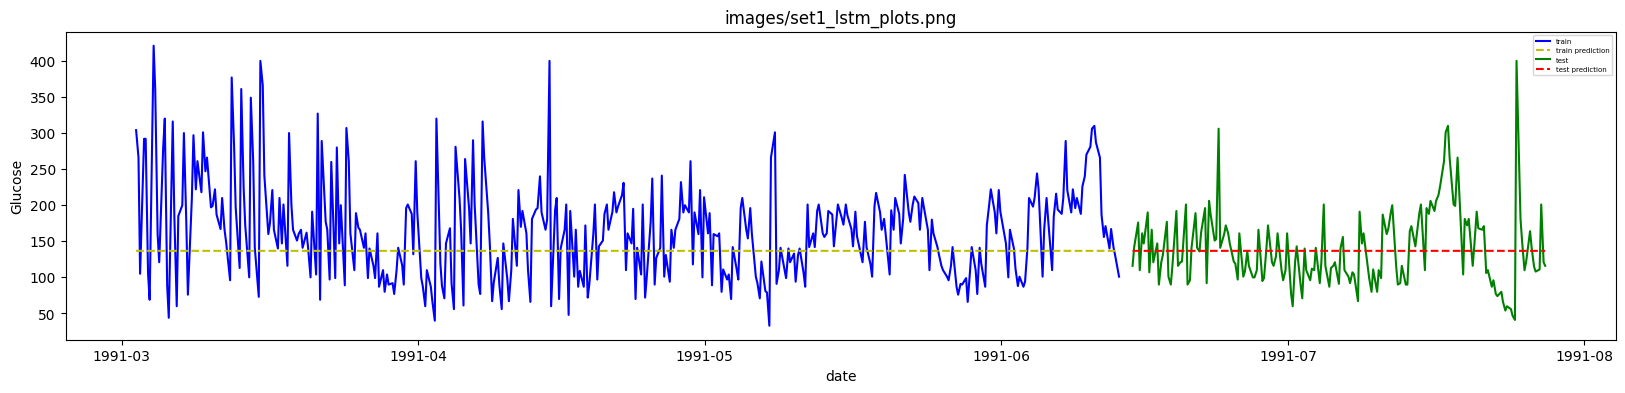 images/set1_lstm_plots.png
train
train prediction
test
test prediction
Glucose
400
350
300
250
200
150
100
50
1991-03 1991-04 1991-05 1991-06 1991-07 1991-08
date